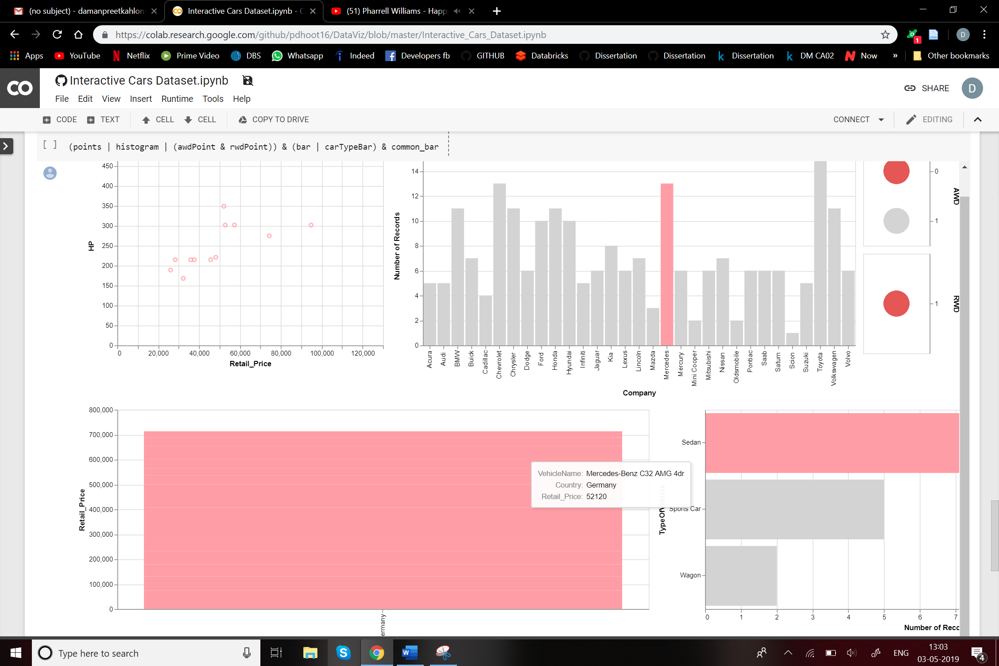 (no subject) - damanpreetkahlon
Interactive Cars Dataset.ipynb - C
(51) Pharrell Williams - Happy
https://colab.research.google.com/github/pdhoot16/DataViz/blob/master/Interactive_Cars_Dataset.ipynb
1
D
Apps YouTube Netflix Prime Video DBS Whatsapp Indeed Developers fb GITHUB Databricks Dissertation Dissertation Dissertation DM CA02 Now » Other bookmarks
CO
Interactive Cars Dataset.ipynb
SHARE
D
File Edit View Insert Runtime Tools Help
CODE TEXT CELL CELL COPY TO DRIVE
CONNECT EDITING
[ ] (points | histogram | (awdPoint & rwdPoint)) & (bar | carTypeBar) & common_bar
450
400
350
300
250
200
150
100
50
0
HP
0 20,000 40,000 60,000 80,000 100,000 120,000
Retail_Price
14
12
10
8
6
4
2
0
Number of Records
Acura
Audi
BMW
Buick
Cadillac
Chevrolet
Chrysler
Dodge
Ford
Honda
Hyundai
Infiniti
Jaguar
Kia
Lexus
Lincoln
Mazda
Mercedes
Mercury
Mini Cooper
Mitsubishi
Nissan
Oldsmobile
Pontiac
Saab
Saturn
Scion
Suzuki
Toyota
Volkswagen
Volvo
Company
0
1
AWD
1
RWD
800,000
700,000
600,000
500,000
400,000
300,000
200,000
100,000
0
Retail_Price
ermany
VehicleName: Mercedes-Benz C32 AMG 4dr
Country: Germany
Retail_Price: 52120
TypeOfVehicle
Sedan
Sports Car
Wagon
0 1 2 3 4 5 6 7
Number of Reco
Type here to search
ENG
13:03
03-05-2019
4